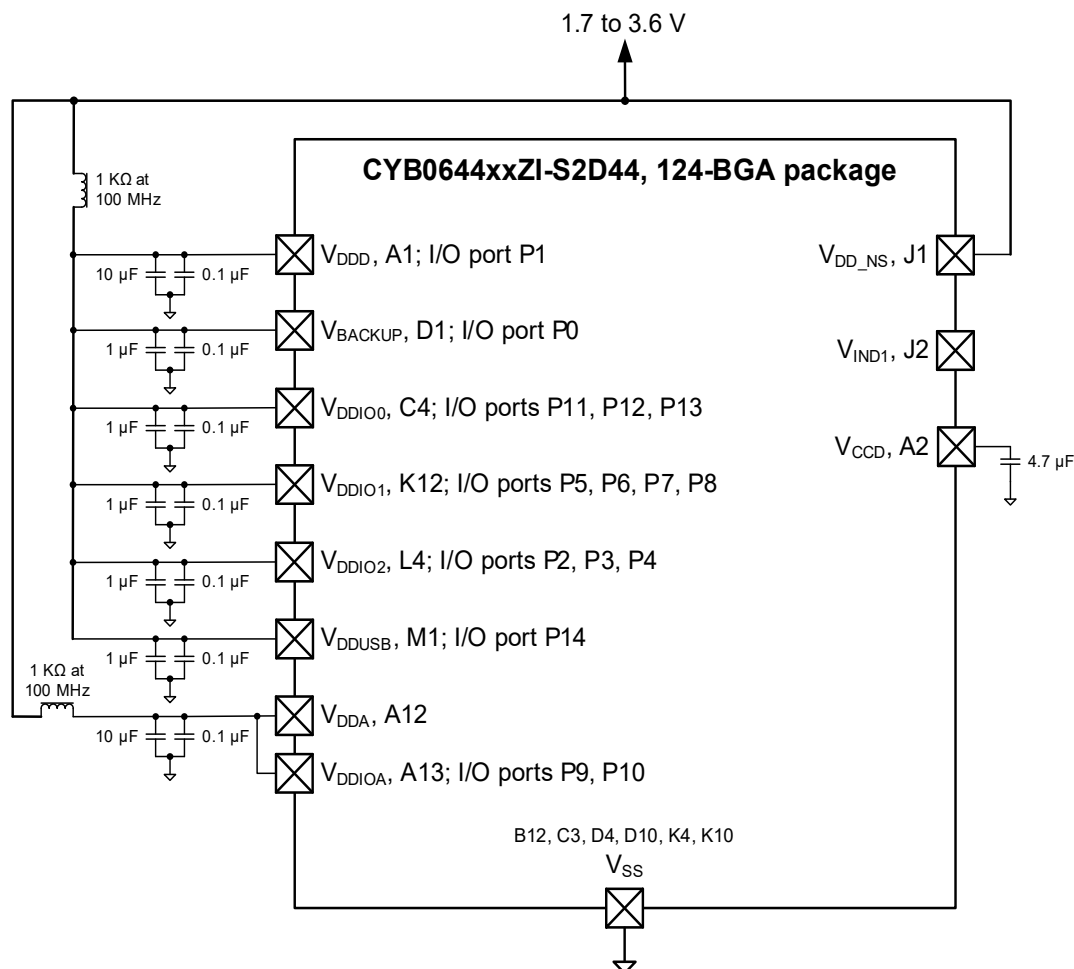 1.7 to 3.6 V
CYB0644xxZI-S2D44, 124-BGA package
1 KΩ at
100 MHz
VDDD, A1; I/O port P1
10 µF
0.1 µF
VBACKUP, D1; I/O port P0
1 µF
0.1 µF
VDDIO0, C4; I/O ports P11, P12, P13
1 µF
0.1 µF
VDDIO1, K12; I/O ports P5, P6, P7, P8
1 µF
0.1 µF
VDDIO2, L4; I/O ports P2, P3, P4
1 µF
0.1 µF
VDDUSB, M1; I/O port P14
1 µF
0.1 µF
1 KΩ at
100 MHz
VDDA, A12
10 µF
0.1 µF
VDDIOA, A13; I/O ports P9, P10
VDD_NS, J1
VIND1, J2
VCCD, A2
4.7 µF
B12, C3, D4, D10, K4, K10
VSS